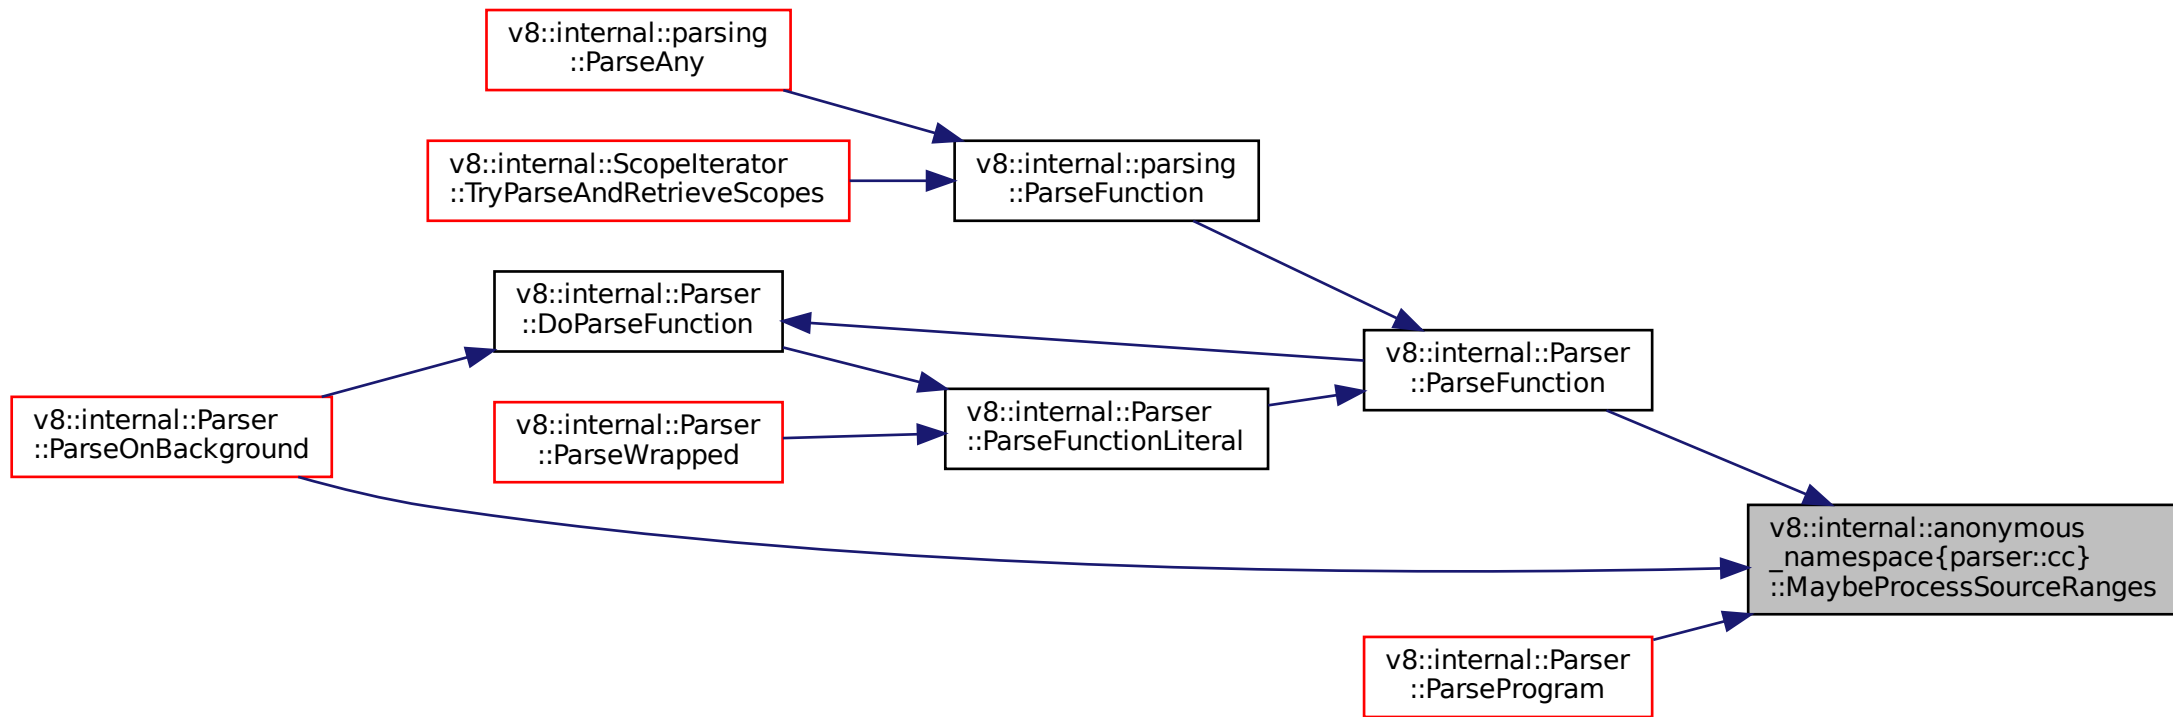 v8::internal::parsing
::ParseAny
v8::internal::ScopeIterator
::TryParseAndRetrieveScopes
v8::internal::parsing
::ParseFunction
v8::internal::Parser
::DoParseFunction
v8::internal::Parser
::ParseFunction
v8::internal::Parser
::ParseOnBackground
v8::internal::Parser
::ParseWrapped
v8::internal::Parser
::ParseFunctionLiteral
v8::internal::anonymous
_namespace{parser::cc}
::MaybeProcessSourceRanges
v8::internal::Parser
::ParseProgram